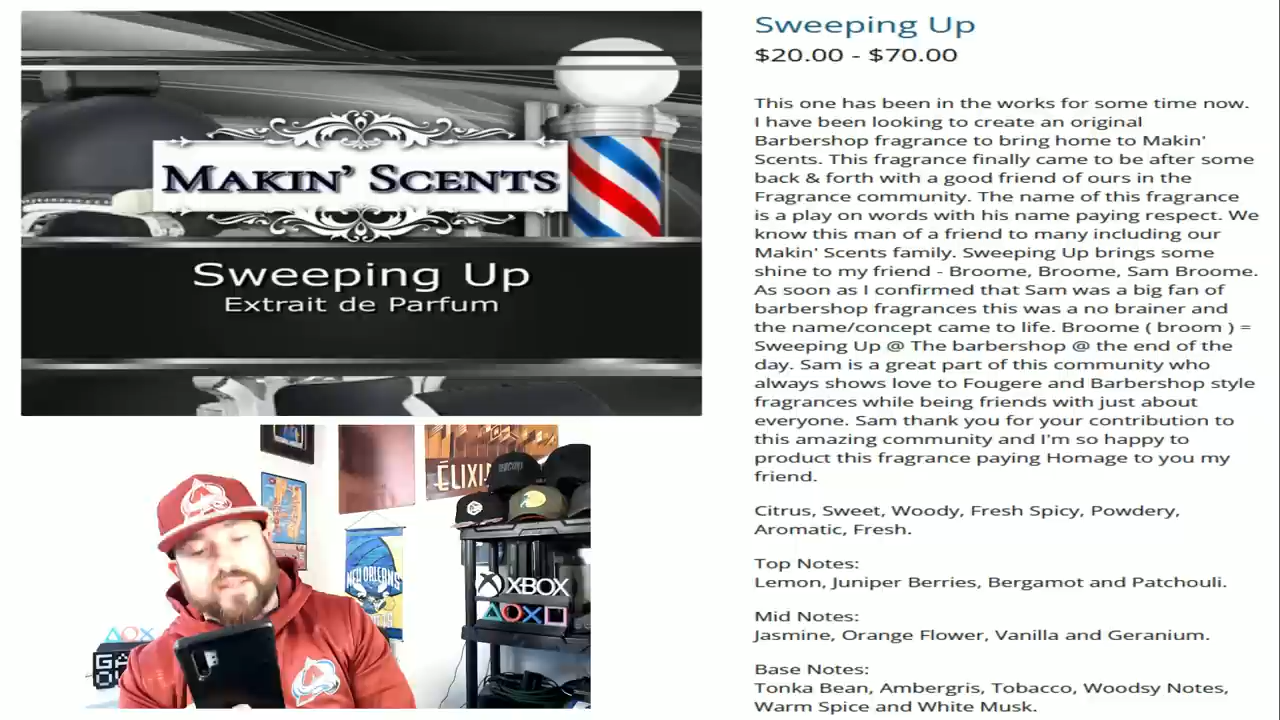 MAKIN' SCENTS
Sweeping Up
Extrait de Parfum
ĒLIXI
NEW ORLEANS
XBOX
GA
Sweeping Up
$20.00 - $70.00
This one has been in the works for some time now.
I have been looking to create an original
Barbershop fragrance to bring home to Makin'
Scents. This fragrance finally came to be after some
back & forth with a good friend of ours in the
Fragrance community. The name of this fragrance
is a play on words with his name paying respect. We
know this man of a friend to many including our
Makin' Scents family. Sweeping Up brings some
shine to my friend - Broome, Broome, Sam Broome.
As soon as I confirmed that Sam was a big fan of
barbershop fragrances this was a no brainer and
the name/concept came to life. Broome ( broom ) =
Sweeping Up @ The barbershop @ the end of the
day. Sam is a great part of this community who
always shows love to Fougere and Barbershop style
fragrances while being friends with just about
everyone. Sam thank you for your contribution to
this amazing community and I'm so happy to
product this fragrance paying Homage to you my
friend.
Citrus, Sweet, Woody, Fresh Spicy, Powdery,
Aromatic, Fresh.
Top Notes:
Lemon, Juniper Berries, Bergamot and Patchouli.
Mid Notes:
Jasmine, Orange Flower, Vanilla and Geranium.
Base Notes:
Tonka Bean, Ambergris, Tobacco, Woodsy Notes,
Warm Spice and White Musk.